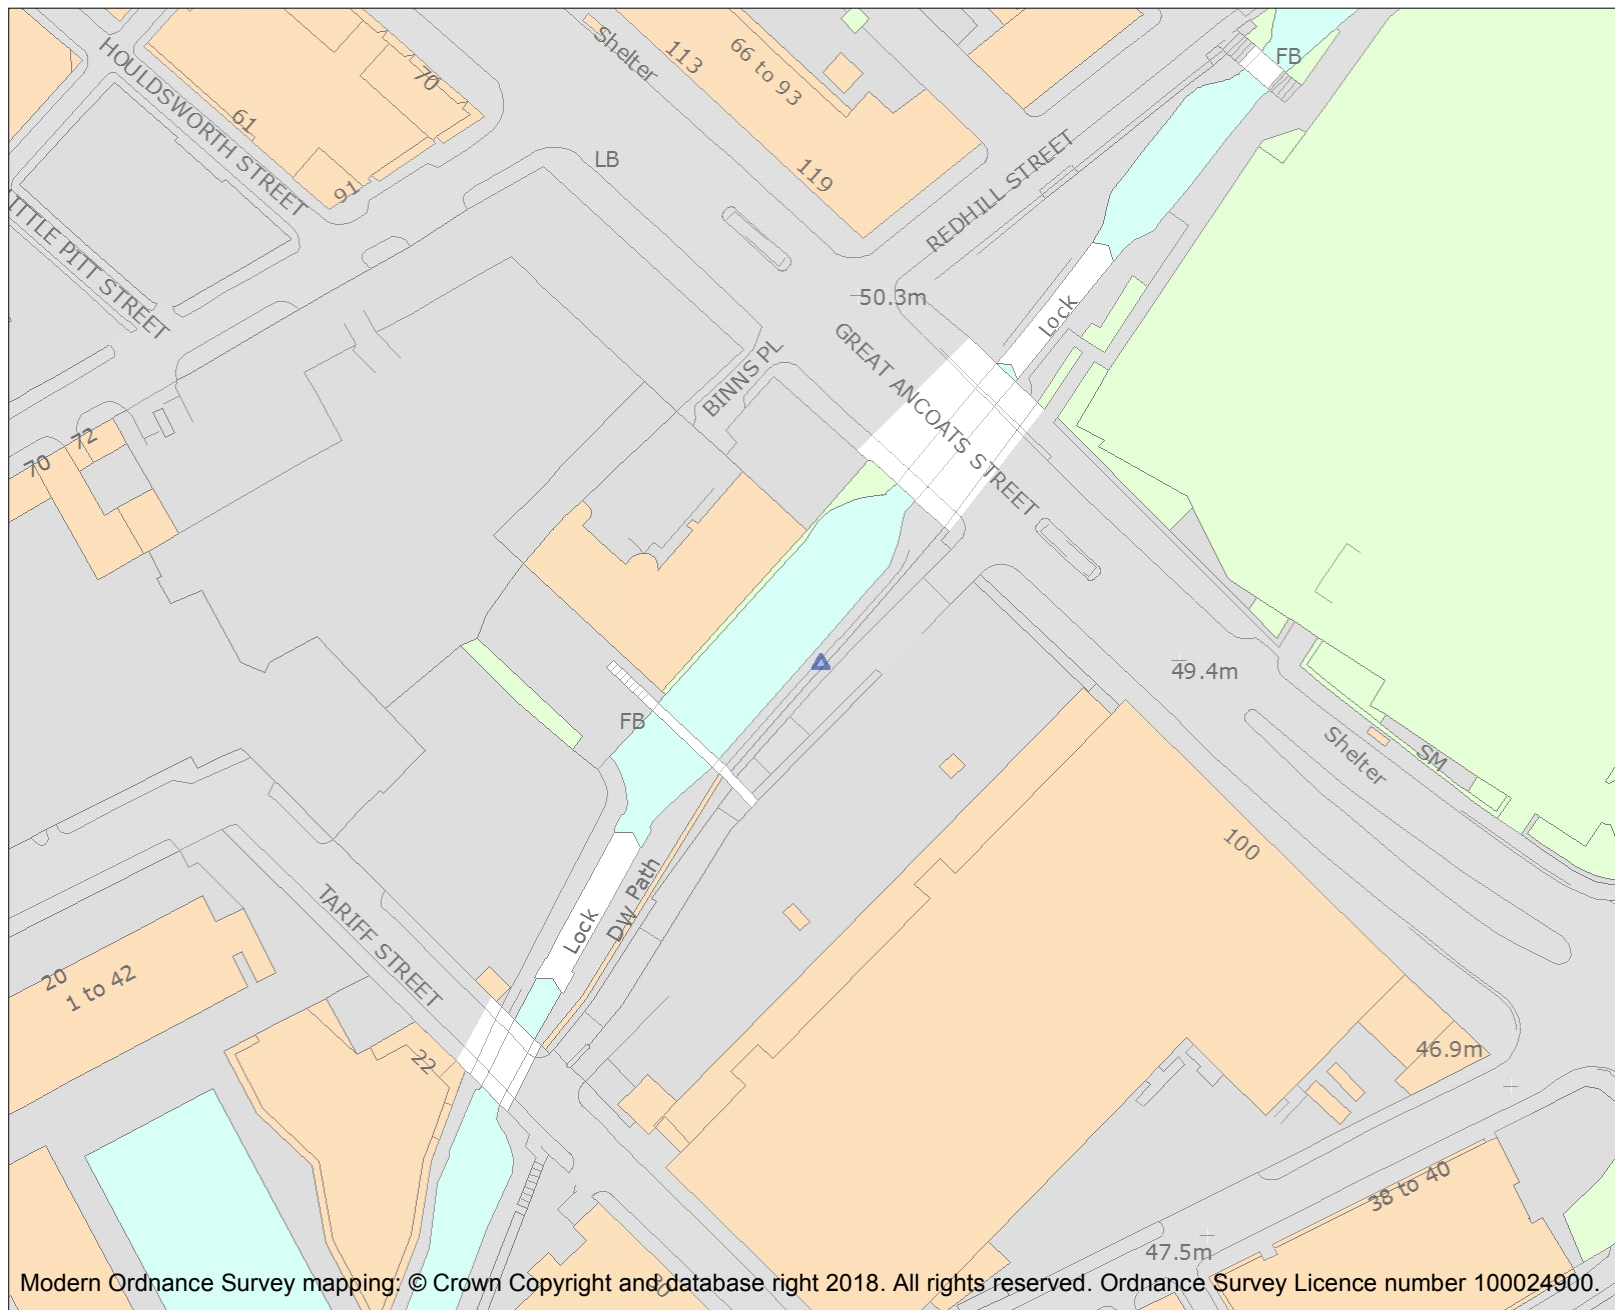 HOULDSWORTH STREET
70
61
91
Shelter
113
66 to 93
119
LB
FB
REDHILL STREET
ITTLE PITT STREET
50.3m
Lock
BINNS PL
GREAT ANCOATS STREET
72
70
49.4m
FB
Shelter
SM
100
DW Path
Lock
TARIFF STREET
20
1 to 42
22
46.9m
38 to 40
47.5m
80
Modern Ordnance Survey mapping: © Crown Copyright and database right 2018. All rights reserved. Ordnance Survey Licence number 100024900.